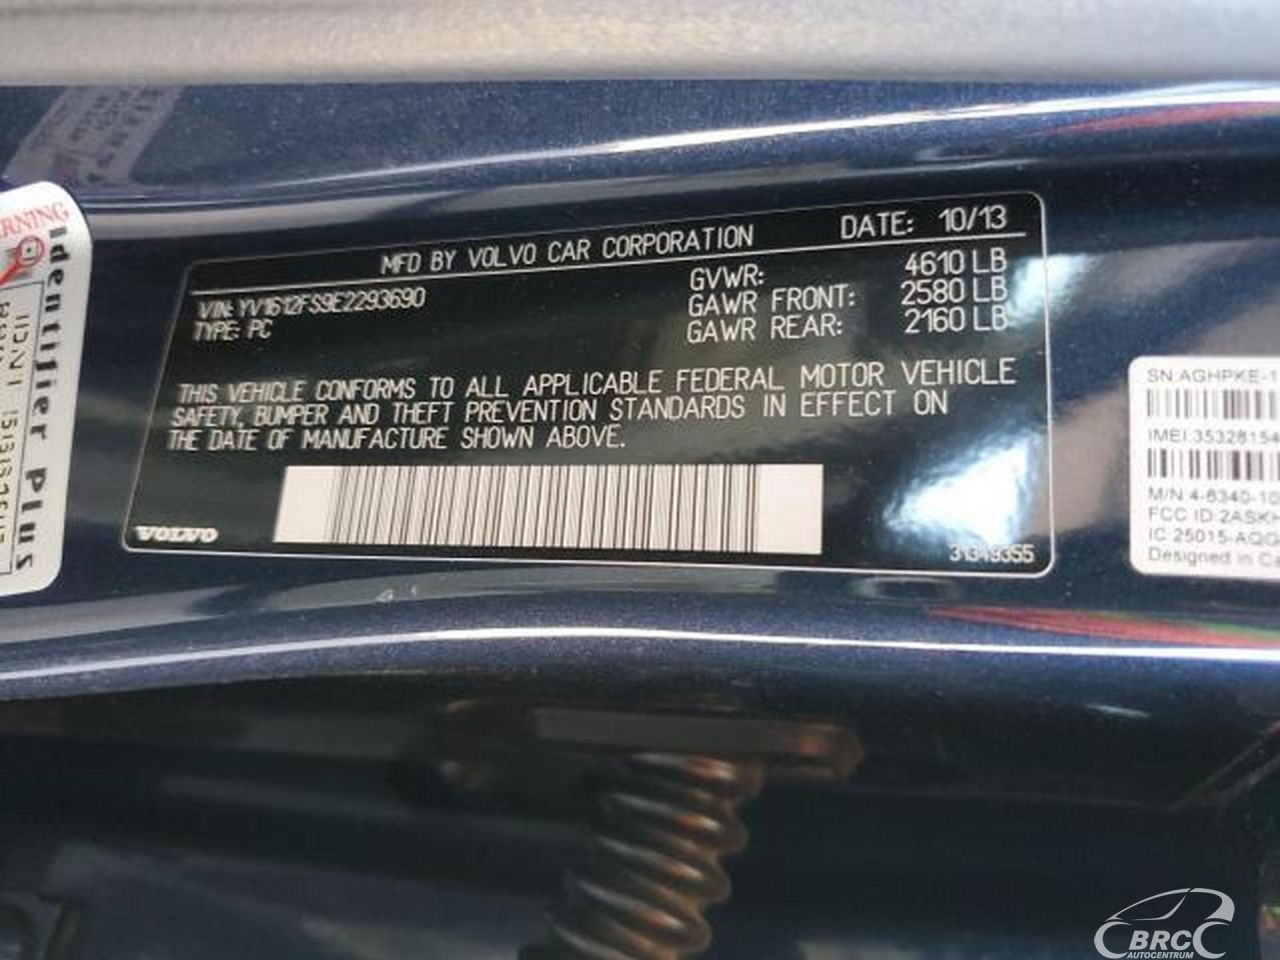 MFD BY VOLVO CAR CORPORATION DATE: 10/13
VIN: YV1612FS9E2293690
TYPE: PC
GVWR: 4610 LB
GAWR FRONT: 2580 LB
GAWR REAR: 2160 LB
THIS VEHICLE CONFORMS TO ALL APPLICABLE FEDERAL MOTOR VEHICLE
SAFETY, BUMPER AND THEFT PREVENTION STANDARDS IN EFFECT ON
THE DATE OF MANUFACTURE SHOWN ABOVE.
VOLVO
31349355
Identifier Plus
SN:AGHPKE-1
IMEI:35328154
M/N 4-6340-10
FCC ID:2ASKH
IC 25015-AQG
Designed in Ca
BRC
AUTOCENTRUM